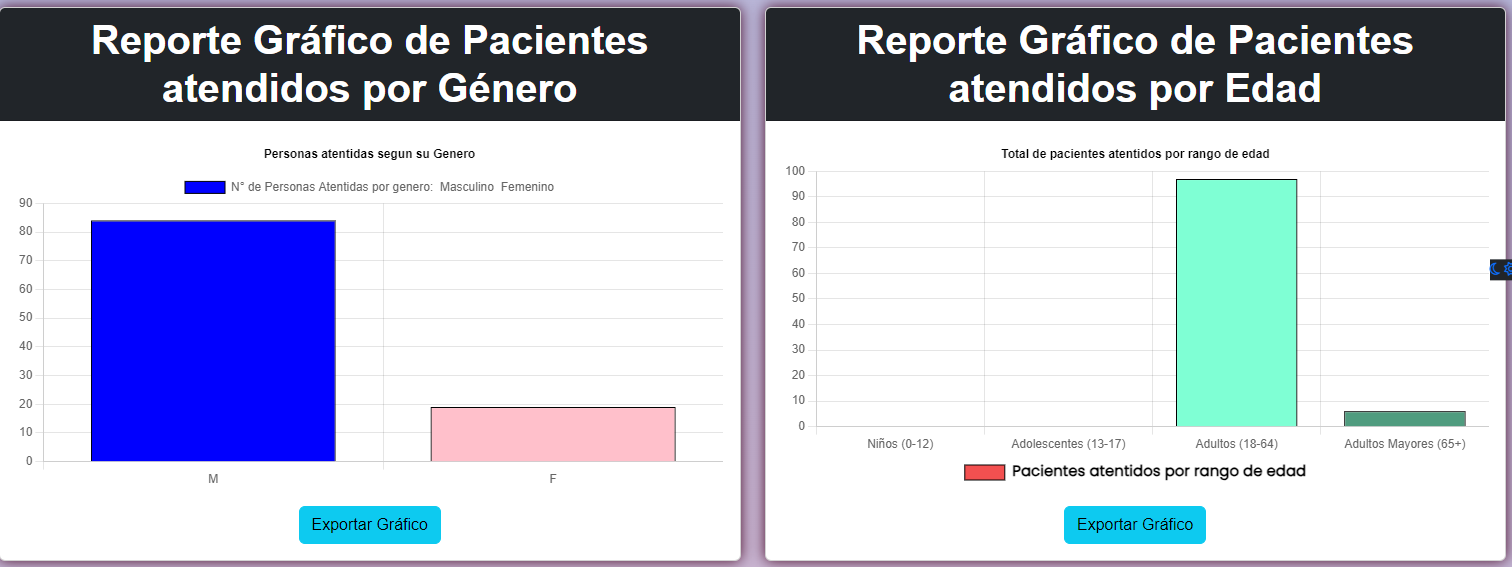 Reporte Gráfico de Pacientes
atendidos por Género
Personas atentidas segun su Genero
N° de Personas Atentidas por genero: Masculino Femenino
90
80
70
60
50
40
30
20
10
0
M
F
Exportar Gráfico
Reporte Gráfico de Pacientes
atendidos por Edad
Total de pacientes atentidos por rango de edad
100
90
80
70
60
50
40
30
20
10
0
Niños (0-12)
Adolescentes (13-17)
Adultos (18-64)
Adultos Mayores (65+)
Pacientes atentidos por rango de edad
Exportar Gráfico